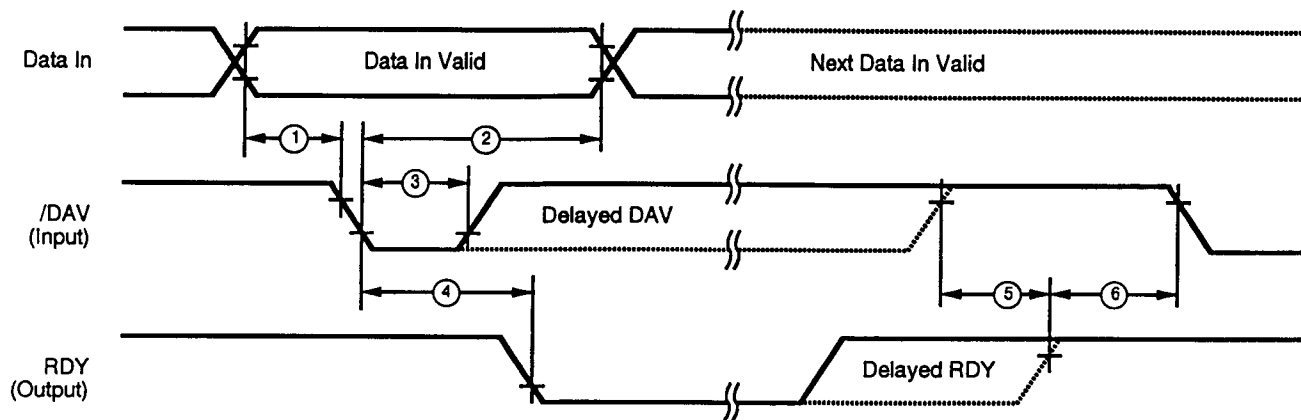 Data In
Data In Valid
Next Data In Valid
1
2
3
/DAV
(Input)
Delayed DAV
4
5
6
RDY
(Output)
Delayed RDY